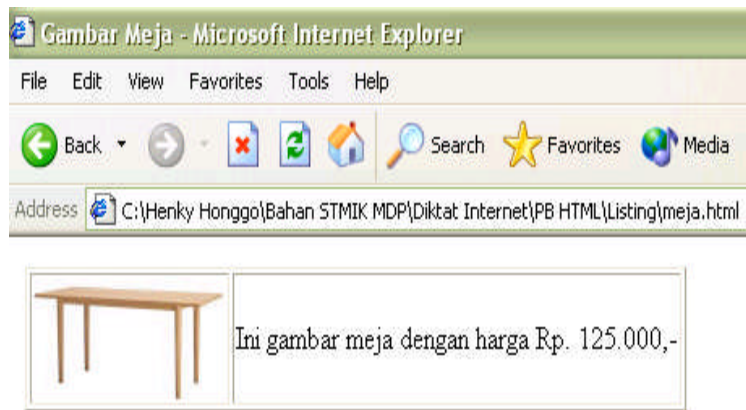 Gambar Meja - Microsoft Internet Explorer
File Edit View Favorites Tools Help
Back Search Favorites Media
Address C:\Henky Honggo\Bahan STMIK MDP\Diktat Internet\PB HTML\Listing\meja.html
Ini gambar meja dengan harga Rp. 125.000,-